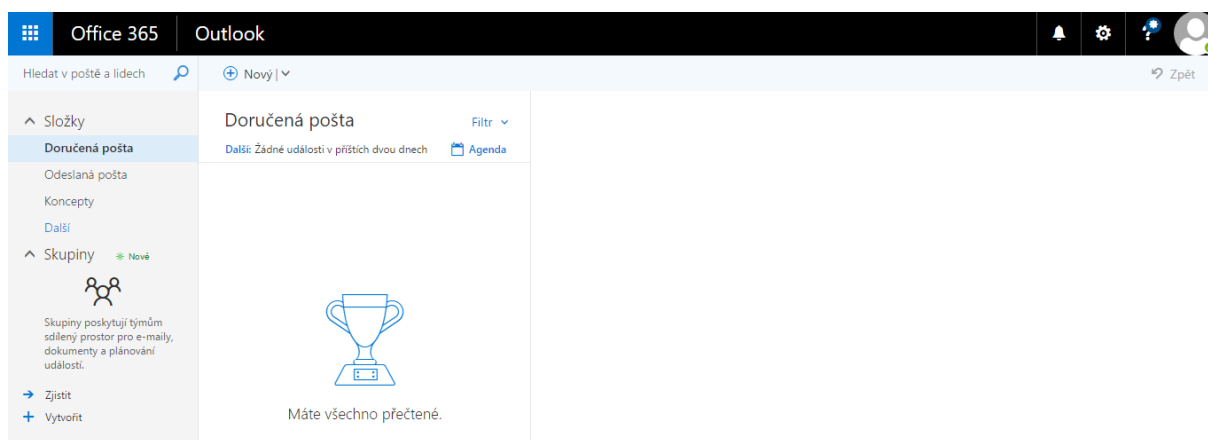 Office 365 Outlook
Hledat v poště a lidech
Nový
Zpět
Složky
Doručená pošta
Odeslaná pošta
Koncepty
Další
Skupiny Nové
Skupiny poskytují týmům
sdílený prostor pro e-maily,
dokumenty a plánování
událostí.
Zjistit
Vytvořit
Doručená pošta
Filtr
Další: Žádné události v příštích dvou dnech
Agenda
Máte všechno přečtené.